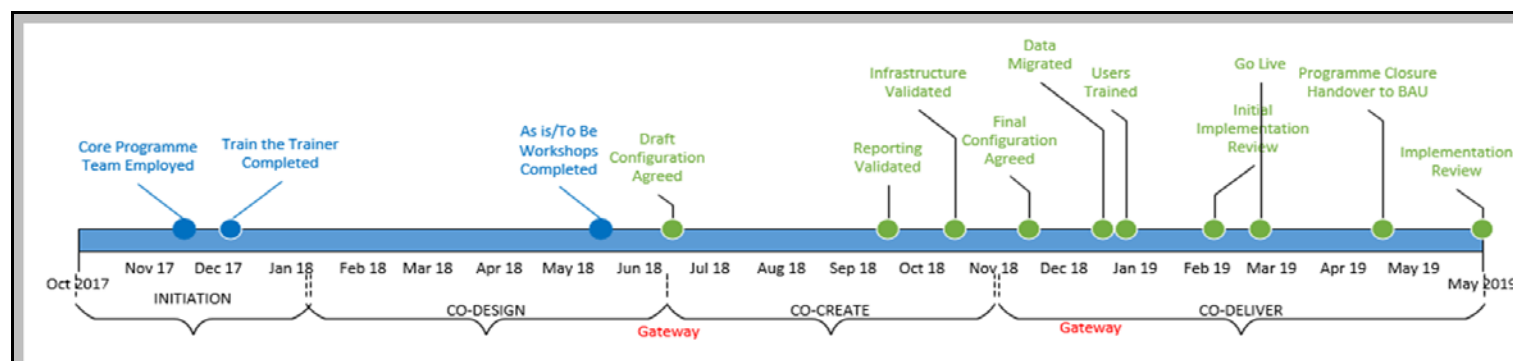 Core Programme
Team Employed
Train the Trainer
Completed
As is/To Be
Workshops
Completed
Draft
Configuration
Agreed
Reporting
Validated
Infrastructure
Validated
Final
Configuration
Agreed
Data
Migrated
Users
Trained
Initial
Implementation
Review
Go Live
Programme Closure
Handover to BAU
Implementation
Review
Oct 2017
Nov 17
Dec 17
Jan 18
Feb 18
Mar 18
Apr 18
May 18
Jun 18
Jul 18
Aug 18
Sep 18
Oct 18
Nov 18
Dec 18
Jan 19
Feb 19
Mar 19
Apr 19
May 19
May 2019
INITIATION
CO-DESIGN
Gateway
CO-CREATE
Gateway
CO-DELIVER